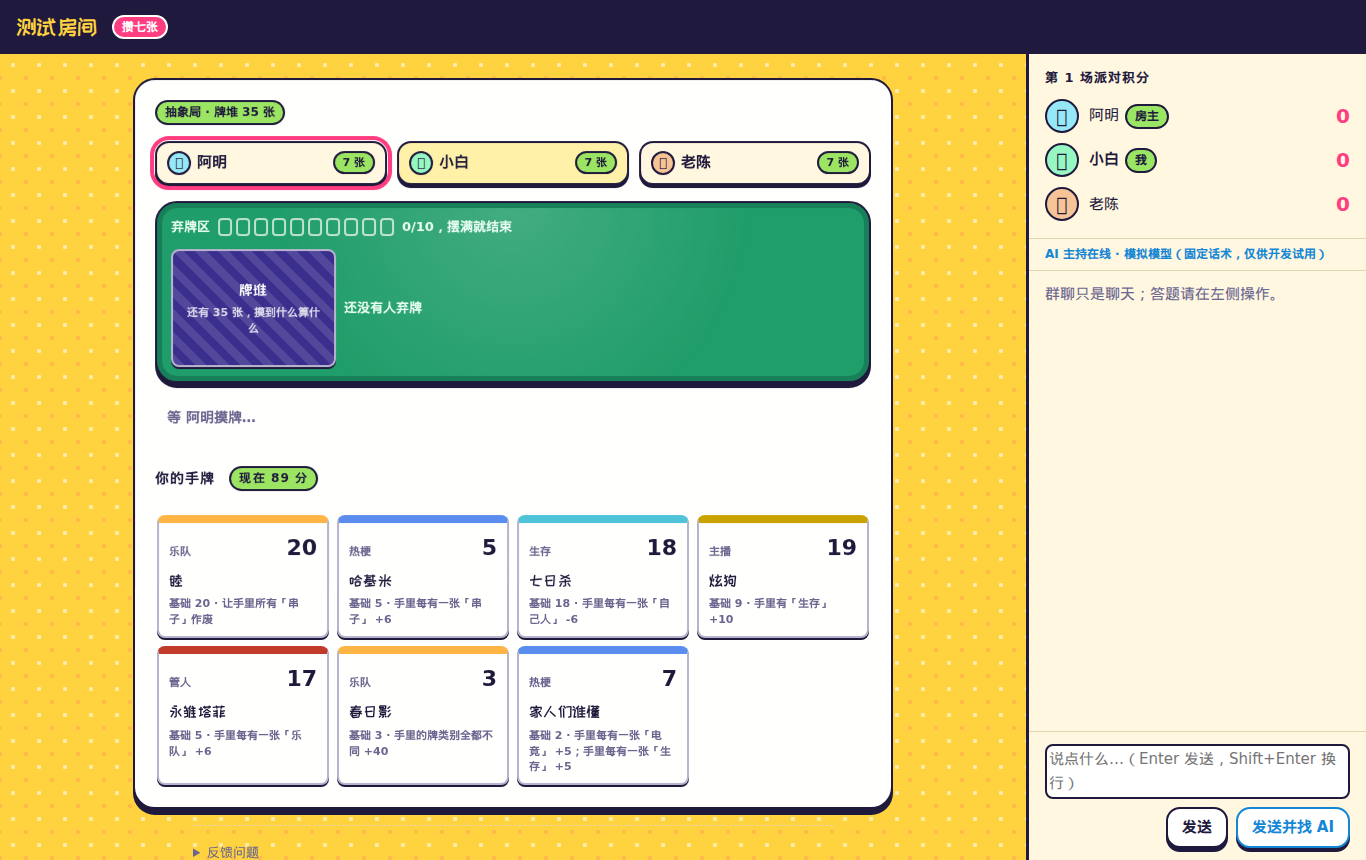 测试房间 攒七张
抽象局 · 牌堆 35 张
阿明 7 张
小白 7 张
老陈 7 张
弃牌区 0/10，摆满就结束
牌堆
还有 35 张，摸到什么算什
么
还没有人弃牌
等 阿明摸牌…
你的手牌 现在 89 分
乐队 20
睦
基础 20 · 让手里所有「串
子」作废
热梗 5
哈基米
基础 5 · 手里每有一张「串
子」 +6
生存 18
七日杀
基础 18 · 手里每有一张「自
己人」 -6
主播 19
炫狗
基础 9 · 手里有「生存」
+10
管人 17
永雏塔菲
基础 5 · 手里每有一张「乐
队」 +6
乐队 3
春日影
基础 3 · 手里的牌类别全都不
同 +40
热梗 7
家人们谁懂
基础 2 · 手里每有一张「电
竞」 +5；手里每有一张「生
存」 +5
▶ 反馈问题
第 1 场派对积分
阿明 房主 0
小白 我 0
老陈 0
AI 主持在线 · 模拟模型（固定话术，仅供开发试用）
群聊只是聊天；答题请在左侧操作。
说点什么…（Enter 发送，Shift+Enter 换
行）
发送 发送并找 AI